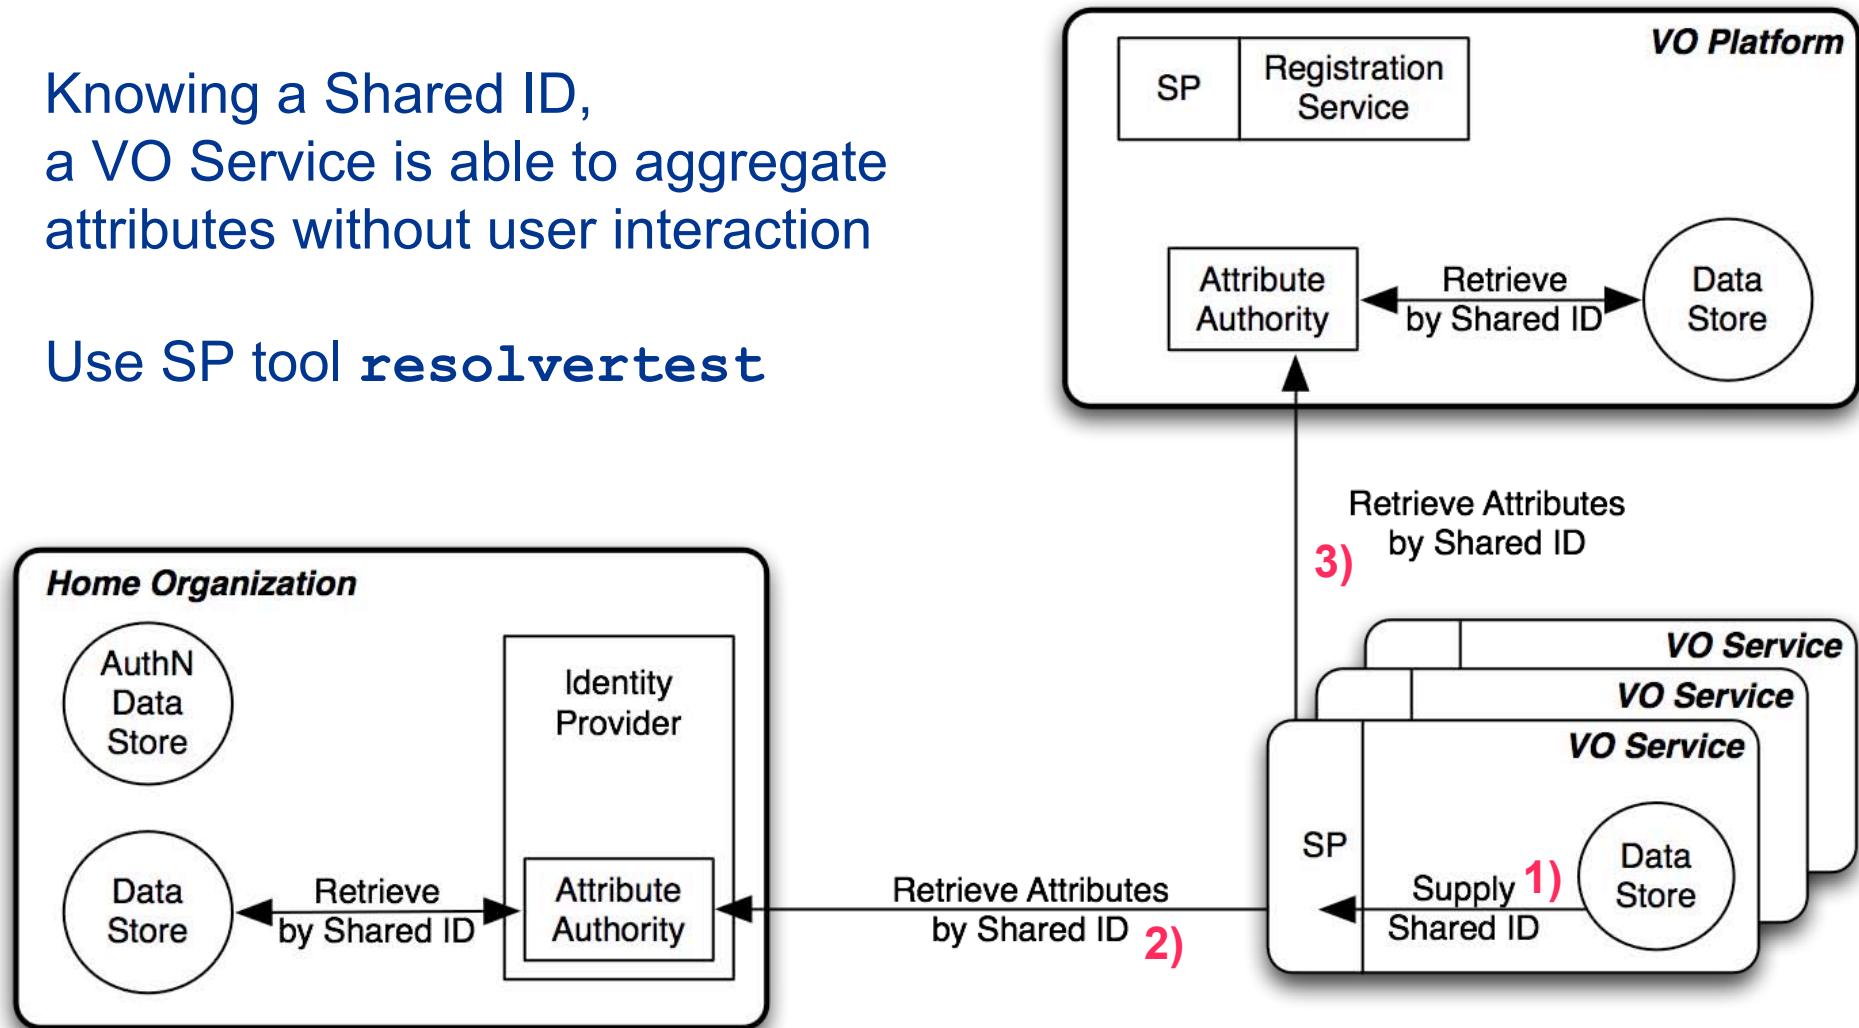 Knowing a Shared ID,
a VO Service is able to aggregate
attributes without user interaction
Use SP tool resolvertest
VO Platform
SP
Registration
Service
Attribute
Authority
Retrieve
by Shared ID
Data
Store
Retrieve Attributes
by Shared ID
3)
Home Organization
AuthN
Data
Store
Identity
Provider
Data
Store
Retrieve
by Shared ID
Attribute
Authority
Retrieve Attributes
by Shared ID
2)
VO Service
VO Service
VO Service
SP
Supply
Shared ID
1)
Data
Store